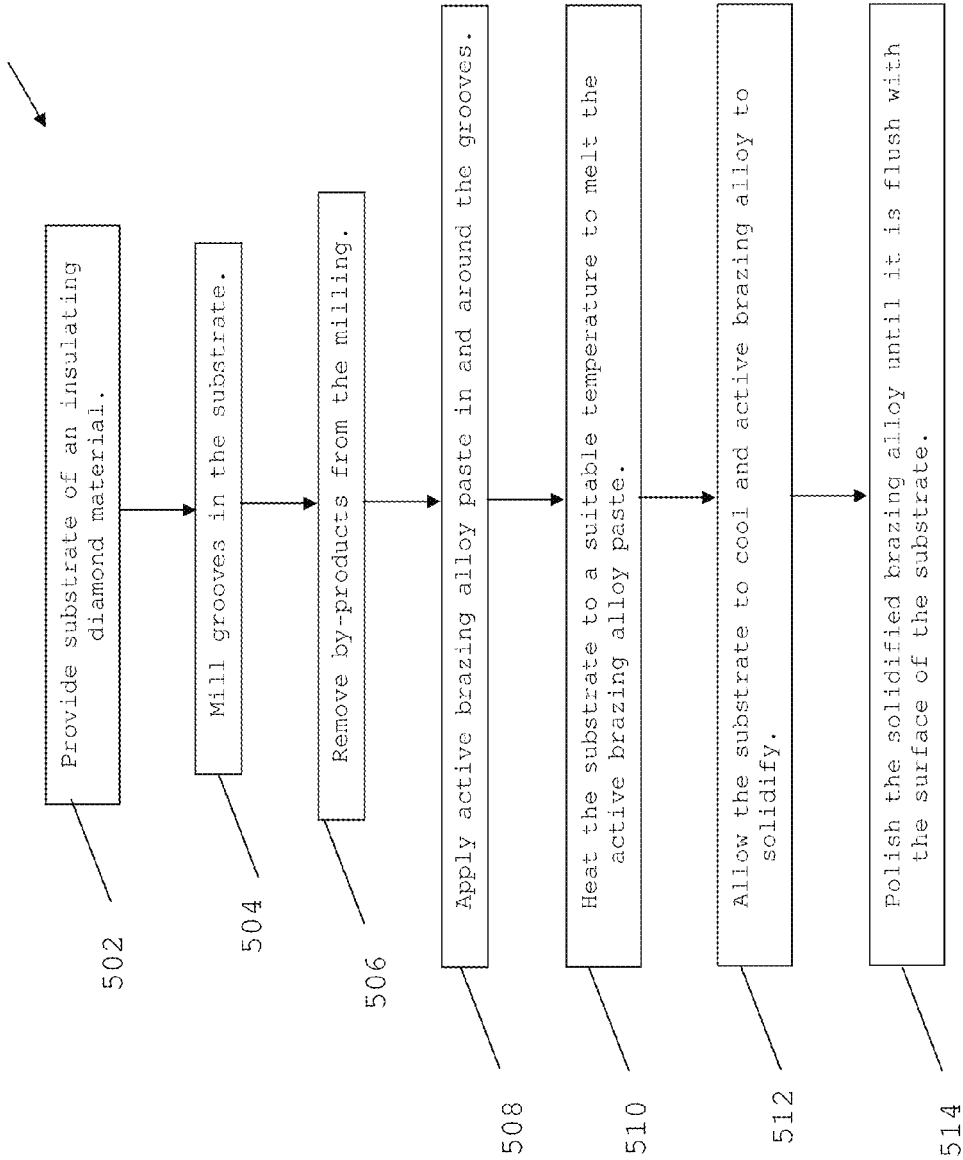 Provide substrate of an insulating
diamond material.
502
Mill grooves in the substrate.
504
Remove by-products from the milling.
506
Apply active brazing alloy paste in and around the grooves.
508
Heat the substrate to a suitable temperature to melt the
active brazing alloy paste.
510
Allow the substrate to cool and active brazing alloy to
solidify.
512
Polish the solidified brazing alloy until it is flush with
the surface of the substrate.
514